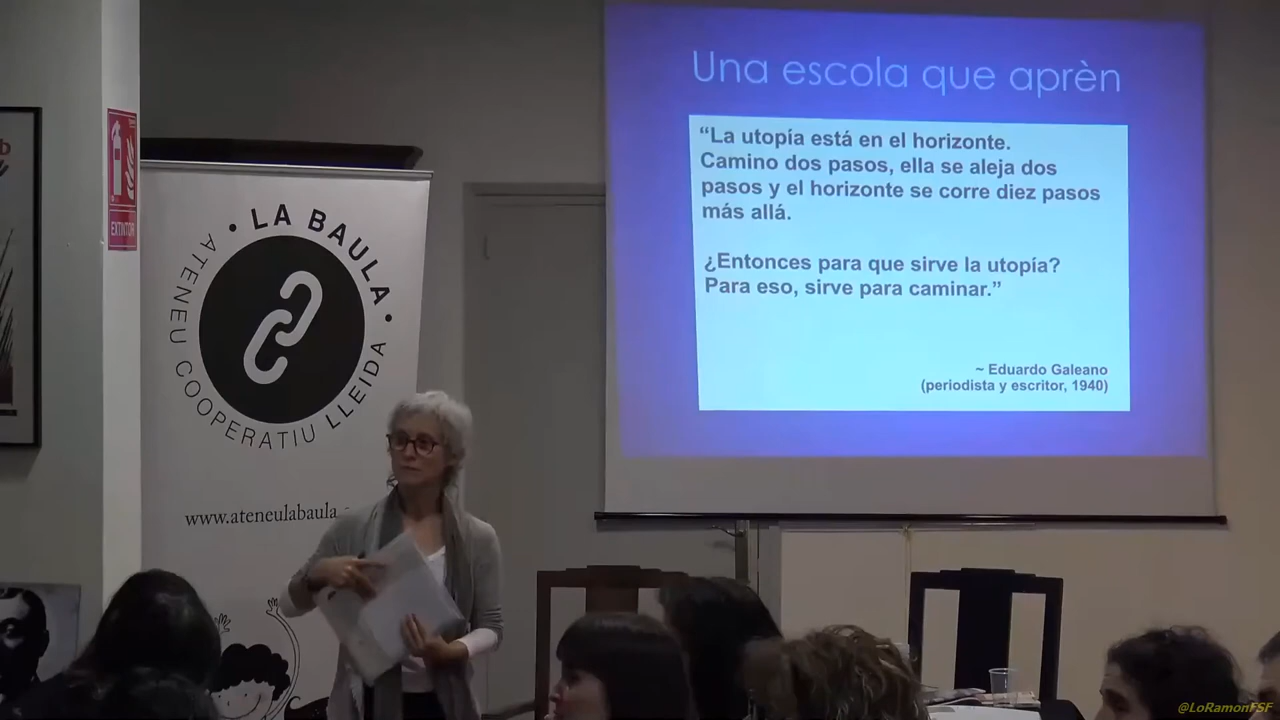 Una escola que aprèn
“La utopía está en el horizonte.
Camino dos pasos, ella se aleja dos
pasos y el horizonte se corre diez pasos
más allá.
¿Entonces para que sirve la utopía?
Para eso, sirve para caminar.”
~ Eduardo Galeano
(periodista y escritor, 1940)
EXTINTOR
• LA BAULA •
ATENEU COOPERATIU LLEIDA
www.ateneulabaula.
b
@LoRamonFSF